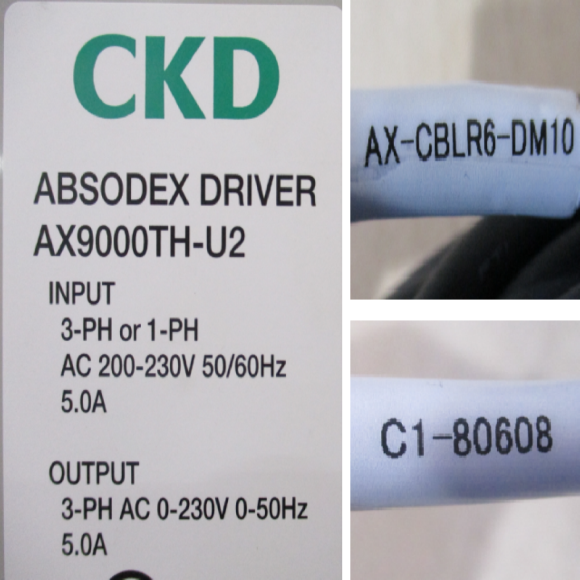 CKD
ABSODEX DRIVER
AX9000TH-U2
INPUT
3-PH or 1-PH
AC 200-230V 50/60Hz
5.0A
OUTPUT
3-PH AC 0-230V 0-50Hz
5.0A
AX-CBLR6-DM10
C1-80608